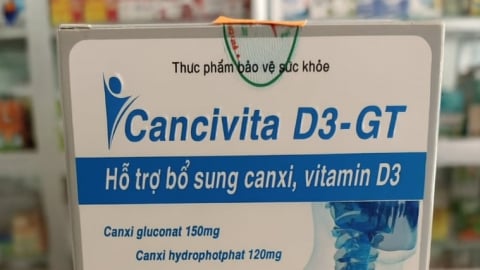 Thực phẩm bảo vệ sức khỏe
Cancivita D3-GT
Hỗ trợ bổ sung canxi, vitamin D3
Canxi gluconat 150mg
Canxi hydrophotphat 120mg